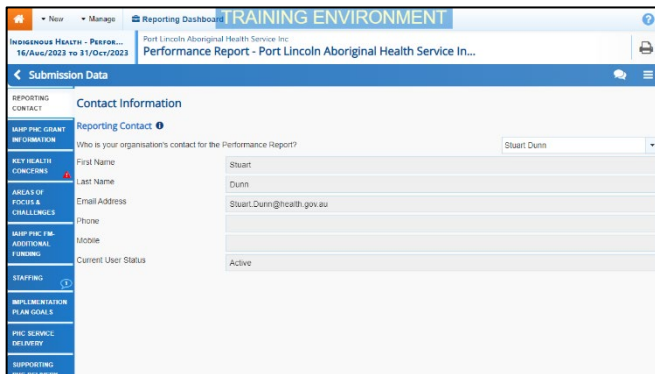 New Manage Reporting Dashboard TRAINING ENVIRONMENT
INDIGENOUS HEALTH - PERFOR...
16/AUG/2023 TO 31/OCT/2023
Port Lincoln Aboriginal Health Service Inc
Performance Report - Port Lincoln Aboriginal Health Service In...
Submission Data
REPORTING CONTACT
IAHP PHC GRANT INFORMATION
KEY HEALTH CONCERNS
AREAS OF FOCUS & CHALLENGES
IAHP PHC FM- ADDITIONAL FUNDING
STAFFING
IMPLEMENTATION PLAN GOALS
PHC SERVICE DELIVERY
SUPPORTING
Contact Information
Reporting Contact
Who is your organisation's contact for the Performance Report? Stuart Dunn
First Name Stuart
Last Name Dunn
Email Address Stuart.Dunn@health.gov.au
Phone
Mobile
Current User Status Active